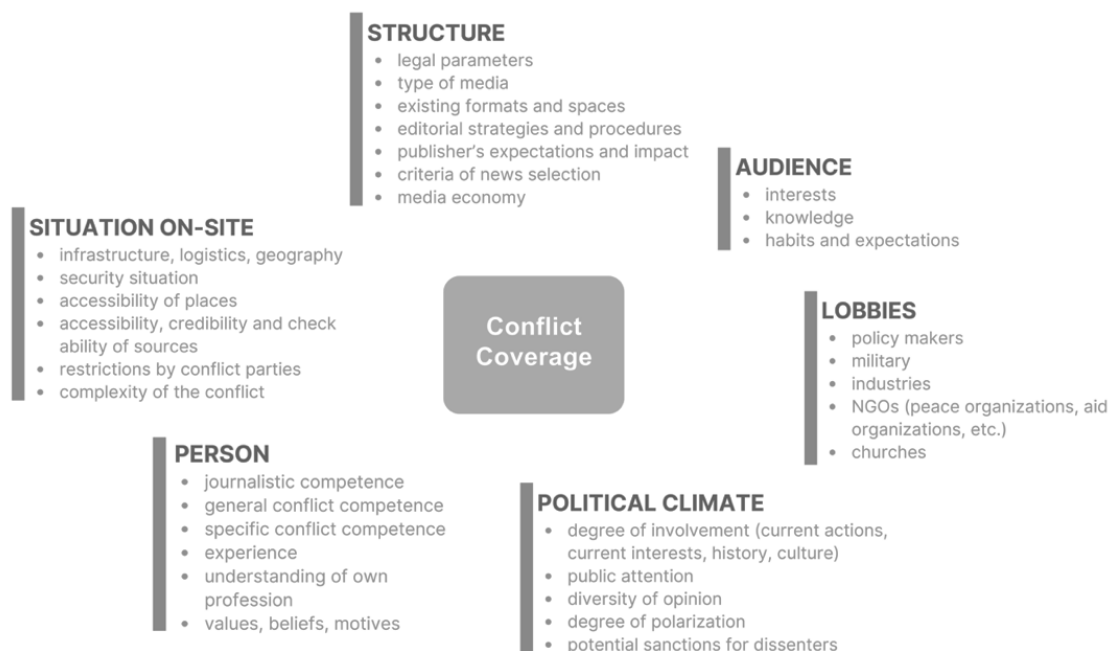 STRUCTURE
• legal parameters
• type of media
• existing formats and spaces
• editorial strategies and procedures
• publisher's expectations and impact
• criteria of news selection
• media economy
AUDIENCE
• interests
• knowledge
• habits and expectations
SITUATION ON-SITE
• infrastructure, logistics, geography
• security situation
• accessibility of places
• accessibility, credibility and check
ability of sources
• restrictions by conflict parties
• complexity of the conflict
Conflict
Coverage
LOBBIES
• policy makers
• military
• industries
• NGOs (peace organizations, aid
organizations, etc.)
• churches
PERSON
• journalistic competence
• general conflict competence
• specific conflict competence
• experience
• understanding of own
profession
• values, beliefs, motives
POLITICAL CLIMATE
• degree of involvement (current actions,
current interests, history, culture)
• public attention
• diversity of opinion
• degree of polarization
• potential sanctions for dissenters